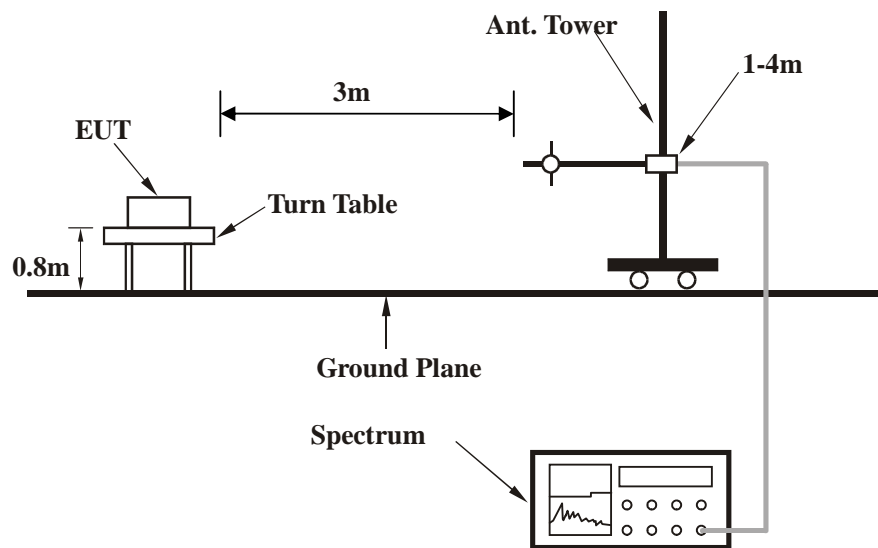 Ant. Tower
1-4m
3m
EUT
Turn Table
0.8m
Ground Plane
Spectrum